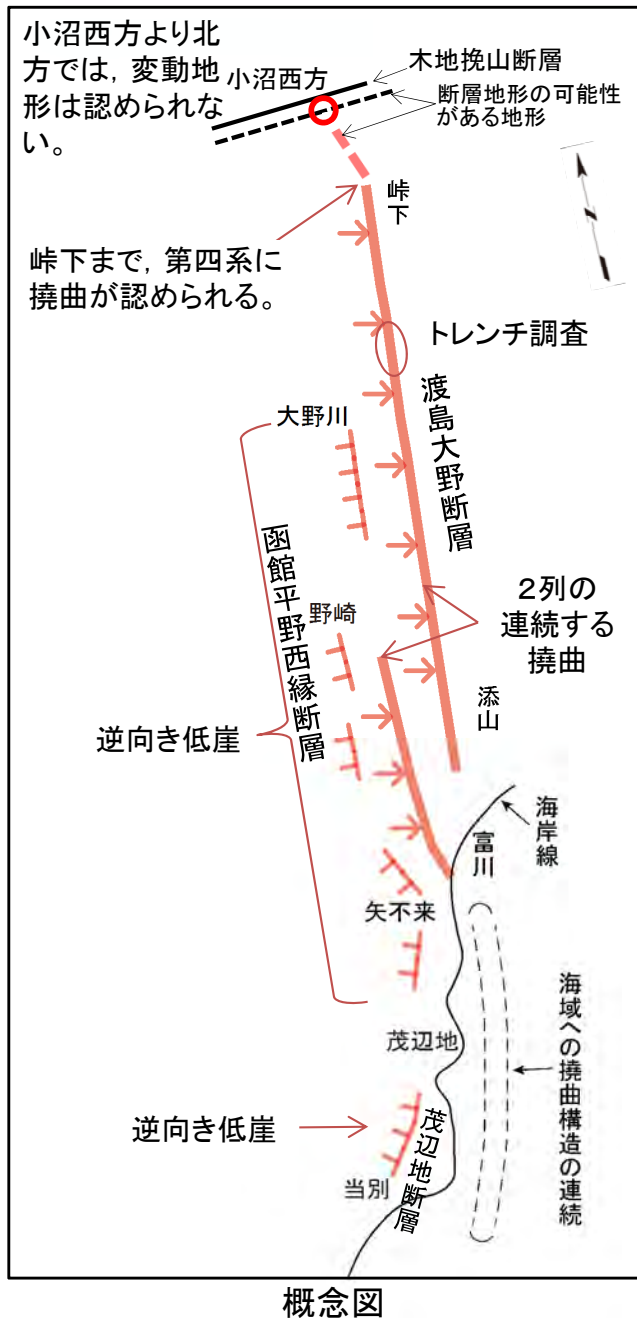 小沼西方より北
方では，変動地
形は認められな
い。
小沼西方
木地挽山断層
断層地形の可能性
がある地形
峠下
峠下まで，第四系に
撓曲が認められる。
トレンチ調査
渡島大野断層
大野川
函館平野西縁断層
野崎
２列の
連続する
撓曲
添山
逆向き低崖
海岸線
富川
矢不来
茂辺地
海域への撓曲構造の連続
逆向き低崖
茂辺地断層
当別
概念図